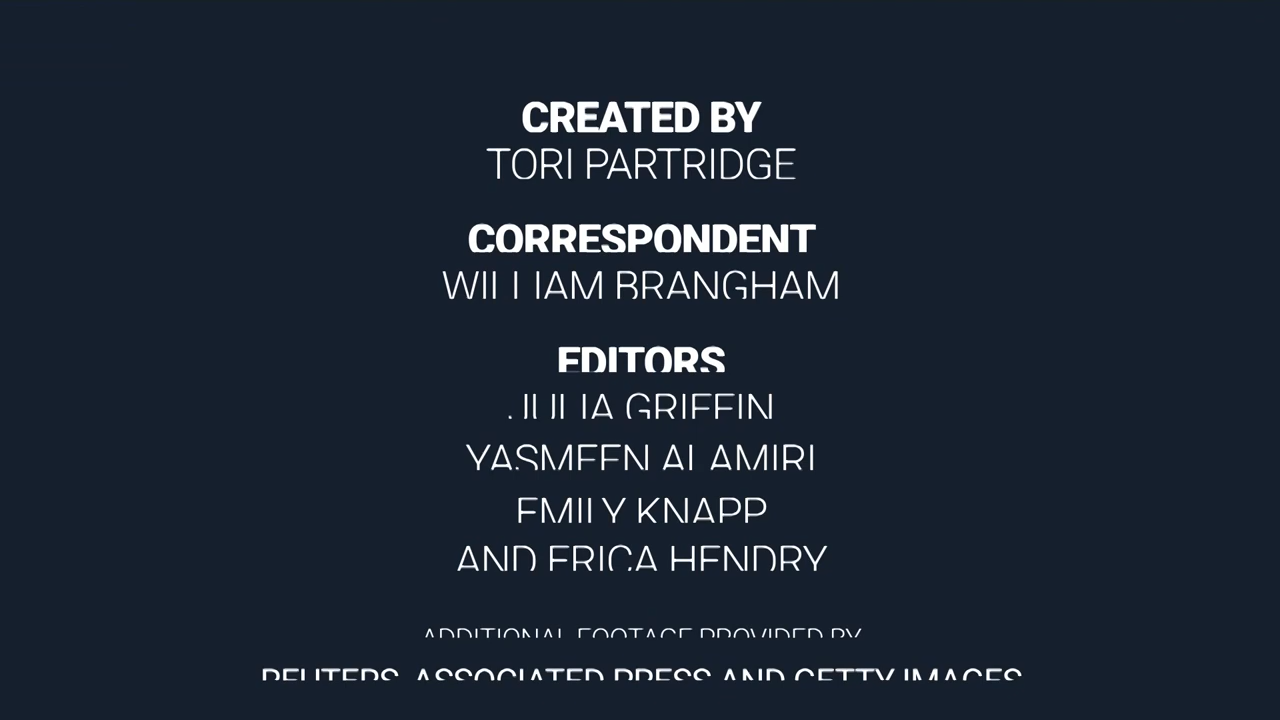 CREATED BY
TORI PARTRIDGE
CORRESPONDENT
WILLIAM BRANGHAM
EDITORS
JULIA GRIFFIN
YASMEEN ALAMIRI
EMILY KNAPP
AND ERICA HENDRY
ADDITIONAL FOOTAGE PROVIDED BY
REUTERS, ASSOCIATED PRESS AND GETTY IMAGES